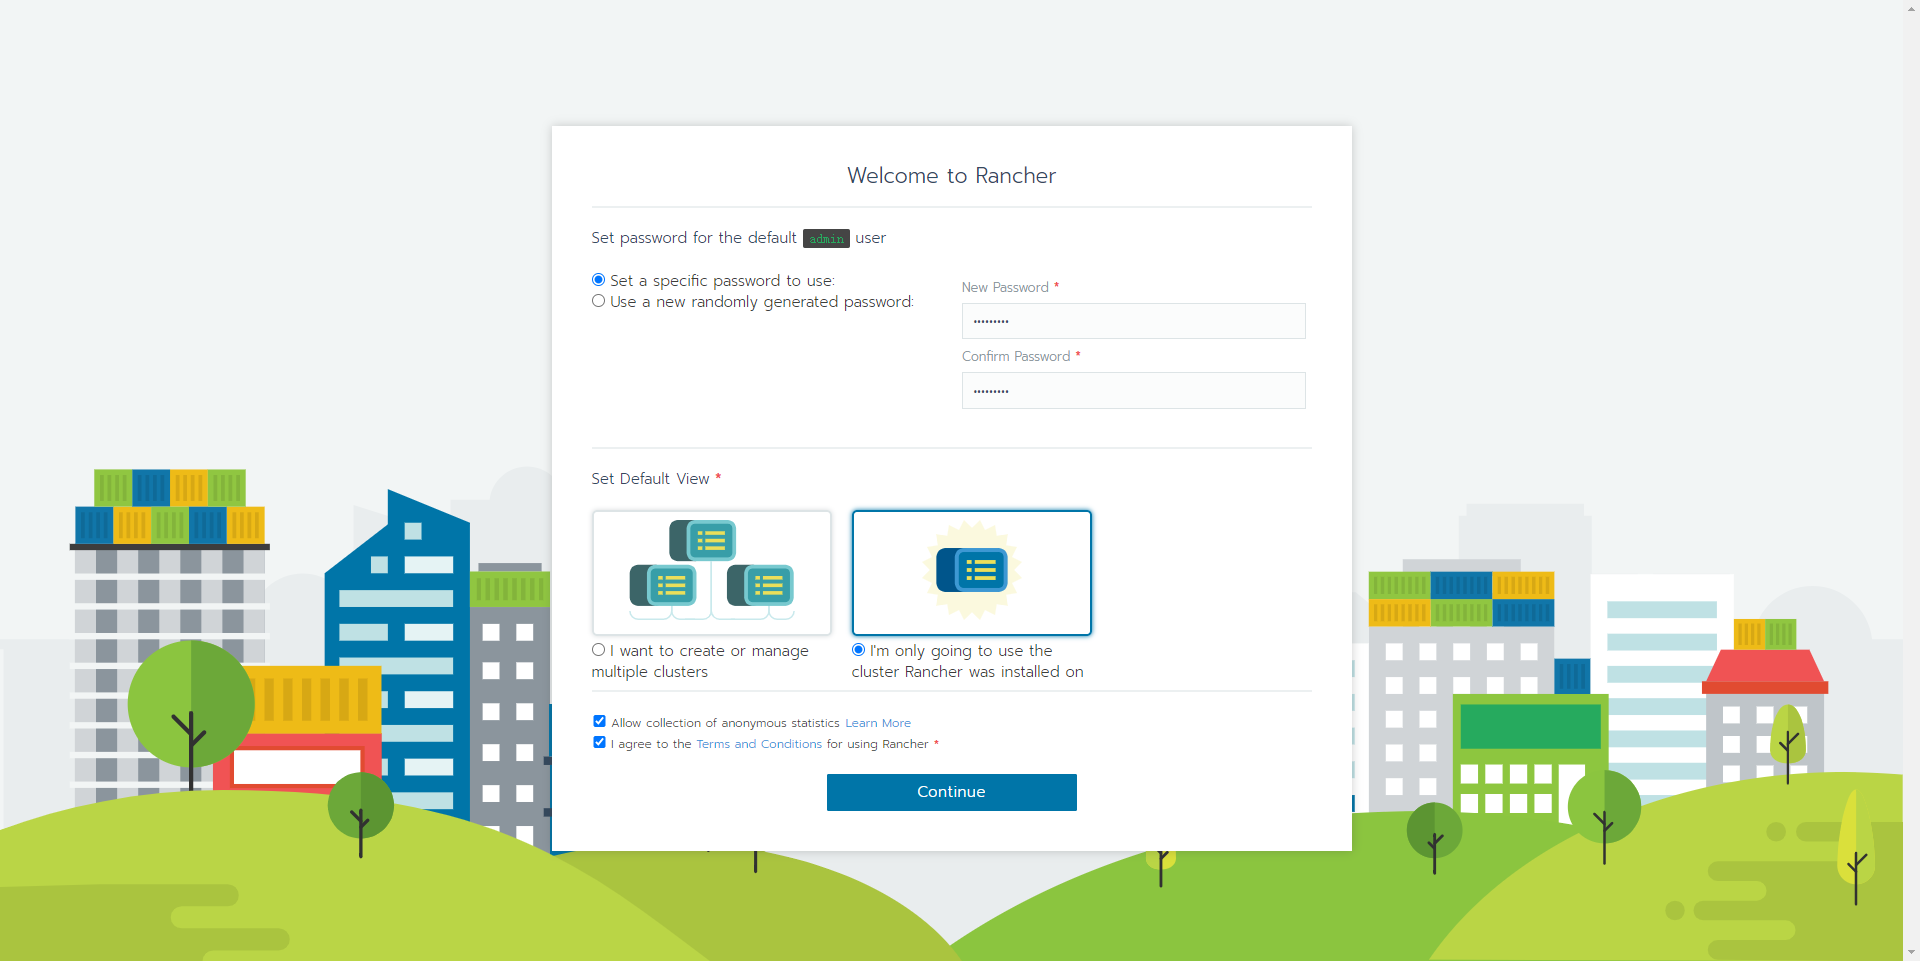 Welcome to Rancher
Set password for the default admin user
Set a specific password to use:
Use a new randomly generated password:
New Password *
•••••••••
Confirm Password *
•••••••••
Set Default View *
I want to create or manage
multiple clusters
I'm only going to use the
cluster Rancher was installed on
Allow collection of anonymous statistics Learn More
I agree to the Terms and Conditions for using Rancher *
Continue